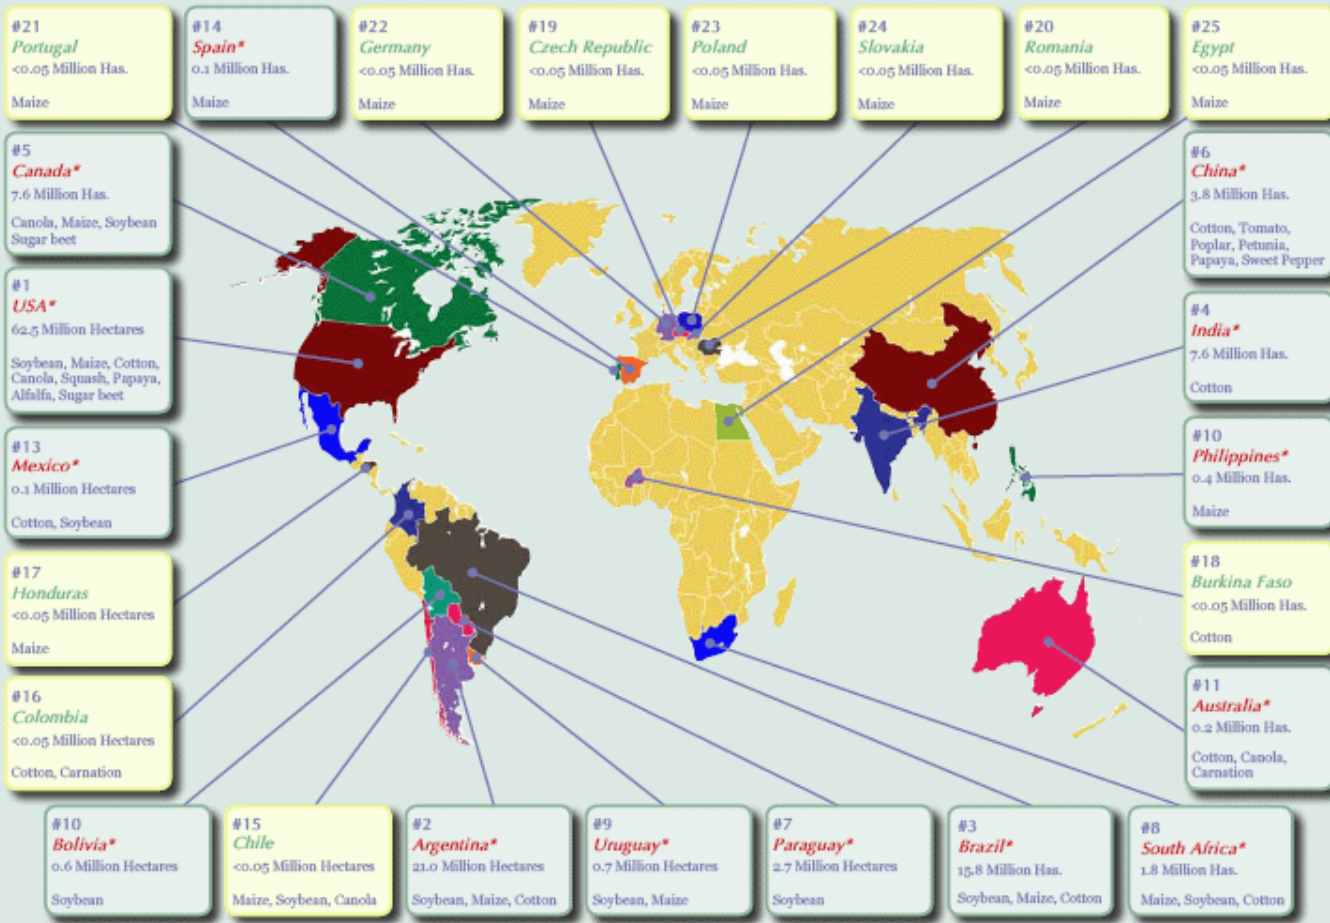 #21
Portugal
<0.05 Million Has.
Maize
#14
Spain*
0.1 Million Has.
Maize
#22
Germany
<0.05 Million Has.
Maize
#19
Czech Republic
<0.05 Million Has.
Maize
#23
Poland
<0.05 Million Has.
Maize
#24
Slovakia
<0.05 Million Has.
Maize
#20
Romania
<0.05 Million Has.
Maize
#25
Egypt
<0.05 Million Has.
Maize
#5
Canada*
7.6 Million Has.
Canola, Maize, Soybean
Sugar beet
#6
China*
3.8 Million Has.
Cotton, Tomato,
Poplar, Petunia,
Papaya, Sweet Pepper
#1
USA*
62.5 Million Hectares
Soybean, Maize, Cotton,
Canola, Squash, Papaya,
Alfalfa, Sugar beet
#4
India*
7.6 Million Has.
Cotton
#13
Mexico*
0.1 Million Hectares
Cotton, Soybean
#10
Philippines*
0.4 Million Has.
Maize
#17
Honduras
<0.05 Million Hectares
Maize
#18
Burkina Faso
<0.05 Million Has.
Cotton
#16
Colombia
<0.05 Million Hectares
Cotton, Carnation
#11
Australia*
0.2 Million Has.
Cotton, Canola,
Carnation
#10
Bolivia*
0.6 Million Hectares
Soybean
#15
Chile
<0.05 Million Hectares
Maize, Soybean, Canola
#2
Argentina*
21.0 Million Hectares
Soybean, Maize, Cotton
#9
Uruguay*
0.7 Million Hectares
Soybean, Maize
#7
Paraguay*
2.7 Million Hectares
Soybean
#3
Brazil*
15.8 Million Has.
Soybean, Maize, Cotton
#8
South Africa*
1.8 Million Has.
Maize, Soybean, Cotton